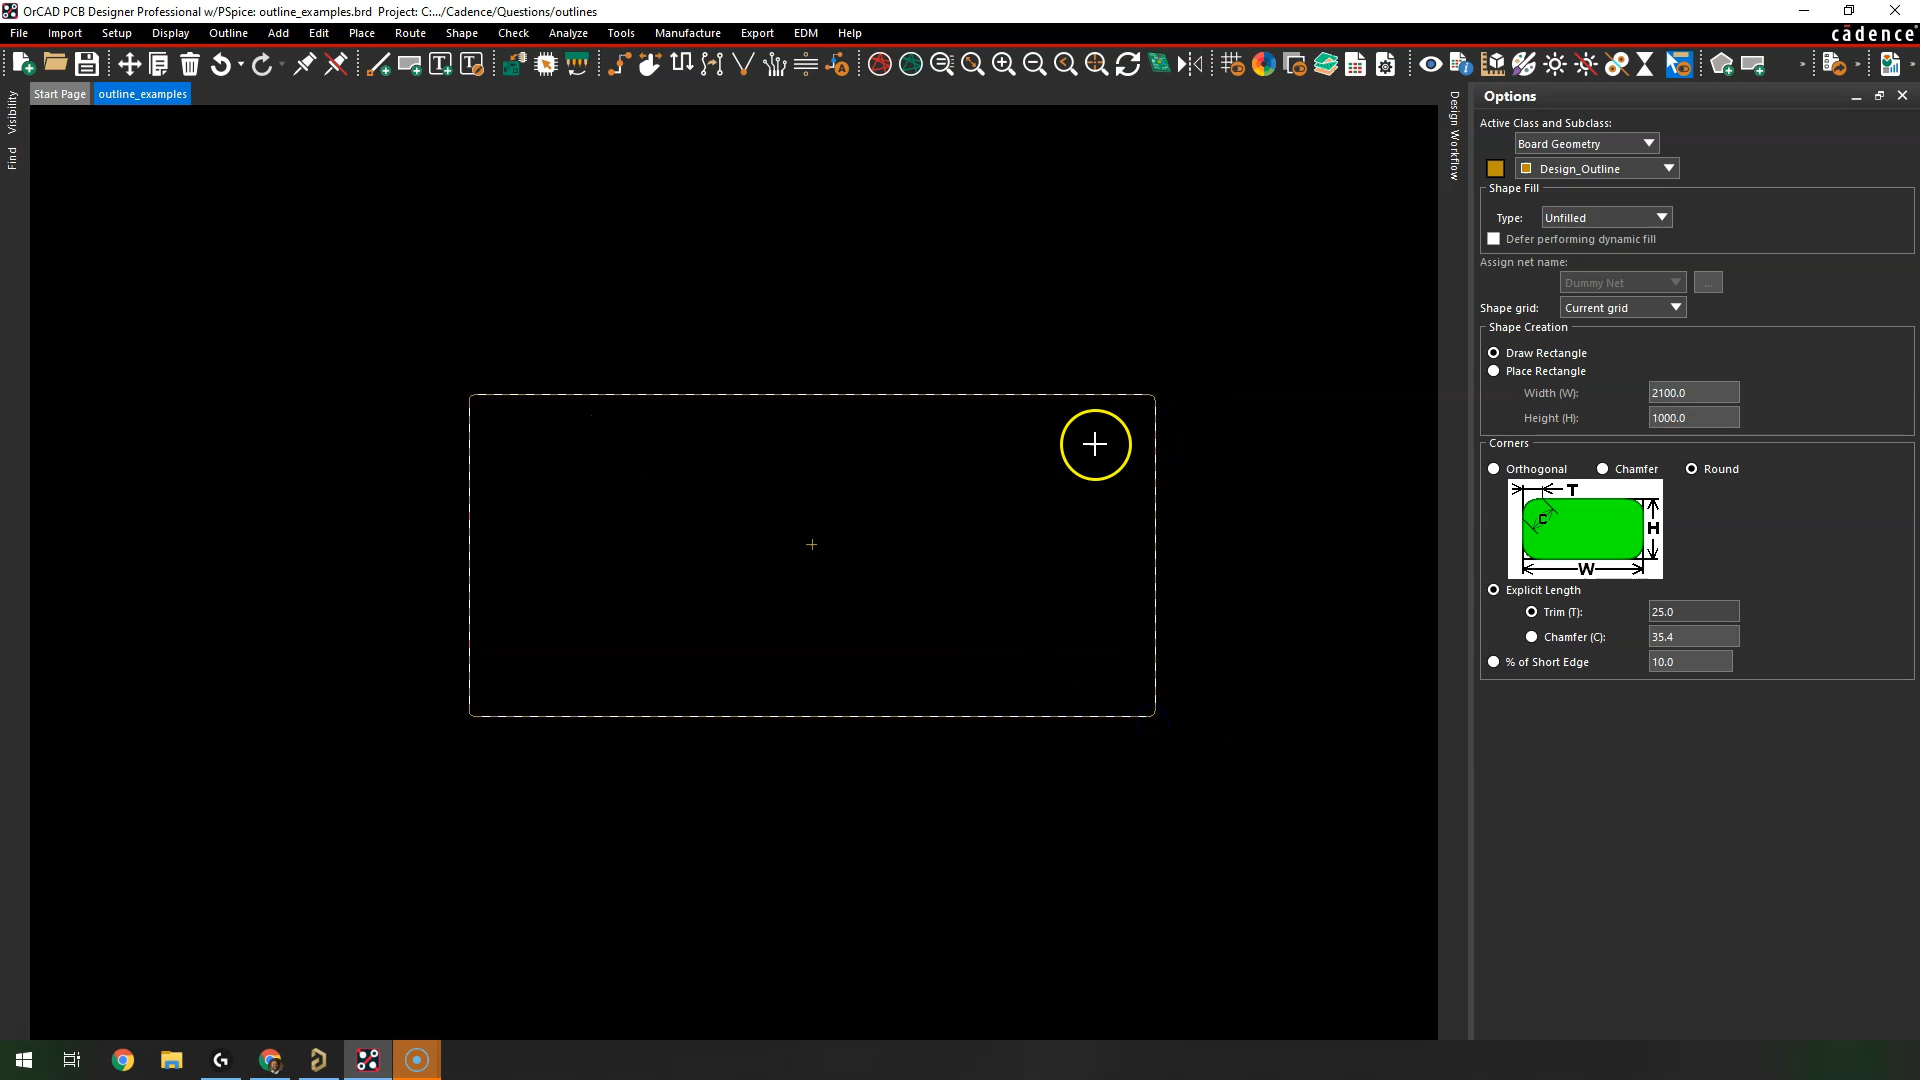 OrCAD PCB Designer Professional w/PSpice: outline_examples.brd  Project: C:.../Cadence/Questions/outlines
File Import Setup Display Outline Add Edit Place Route Shape Check Analyze Tools Manufacture Export EDM Help
cādence
Start Page outline_examples
Visibility
Find
Design Workflow
Options
Active Class and Subclass:
Board Geometry
Design_Outline
Shape Fill
Type: Unfilled
Defer performing dynamic fill
Assign net name:
Dummy Net ...
Shape grid: Current grid
Shape Creation
Draw Rectangle
Place Rectangle
Width (W): 2100.0
Height (H): 1000.0
Corners
Orthogonal Chamfer Round
T
C
H
W
Explicit Length
Trim (T): 25.0
Chamfer (C): 35.4
% of Short Edge 10.0